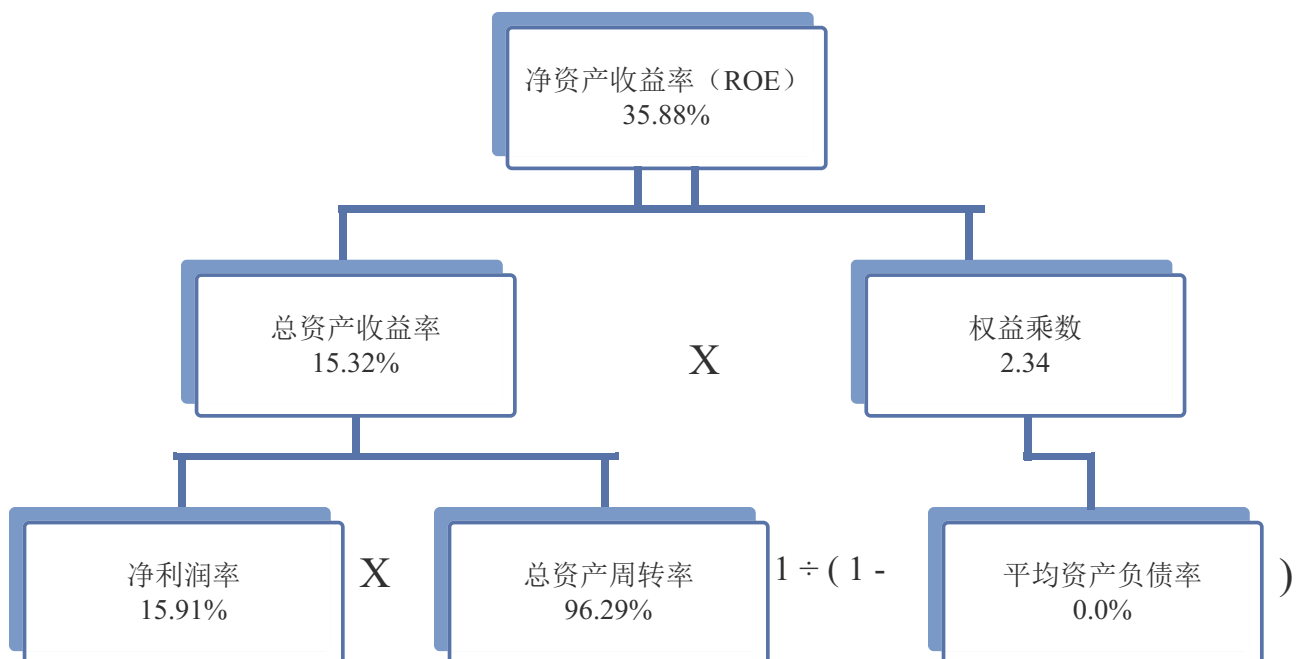 净资产收益率（ROE）
35.88%
总资产收益率
15.32%
X
权益乘数
2.34
净利润率
15.91%
X
总资产周转率
96.29%
1 ÷ ( 1 -
平均资产负债率
0.0%
)